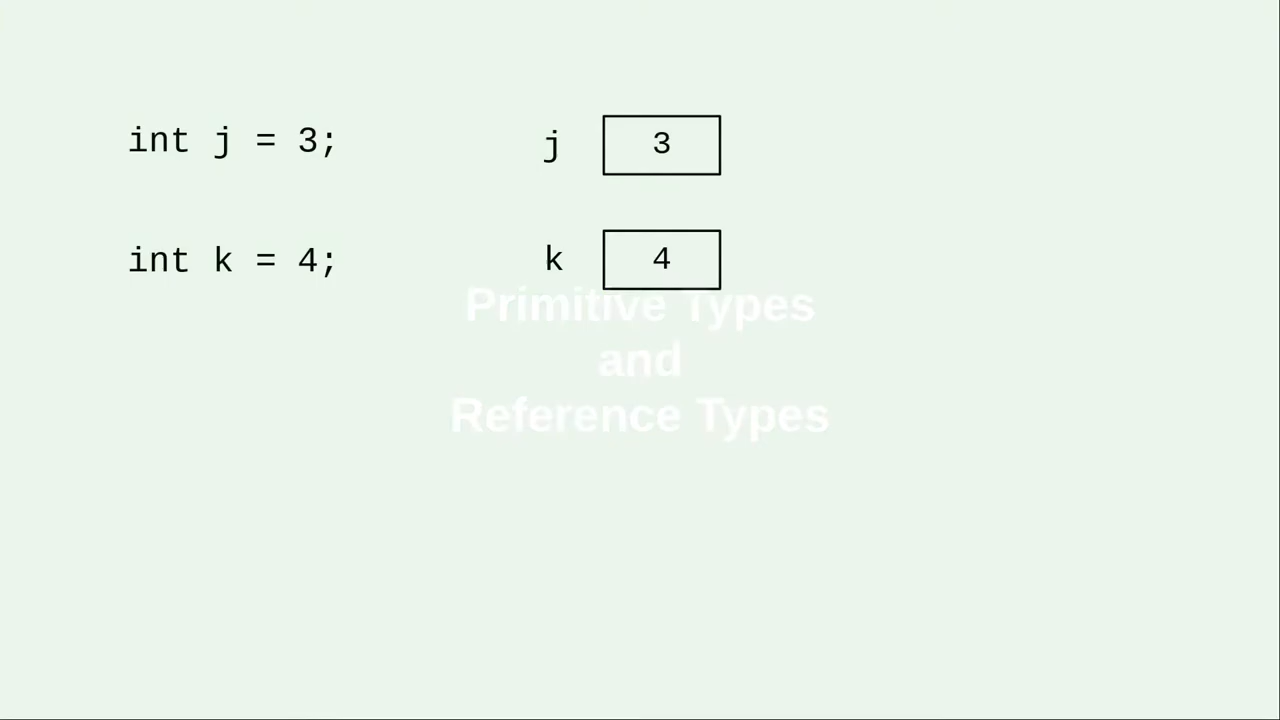 int j = 3;
j 3
int k = 4;
k 4
Primitive Types
and
Reference Types